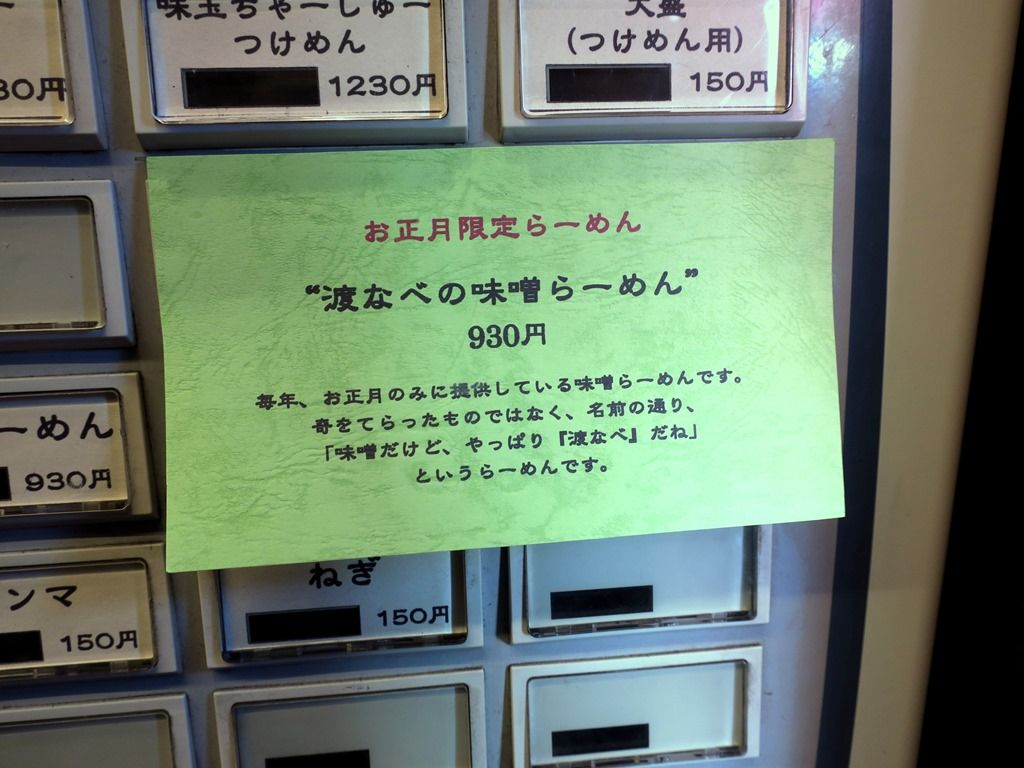 味玉ちゃーしゅー
つけめん
1230円
大盛
(つけめん用)
150円
30円
お正月限定らーめん
“渡なべの味噌らーめん”
930円
毎年、お正月のみに提供している味噌らーめんです。
奇をてらったものではなく、名前の通り、
「味噌だけど、やっぱり『渡なべ』だね」
というらーめんです。
ーめん
930円
ンマ
150円
ねぎ
150円